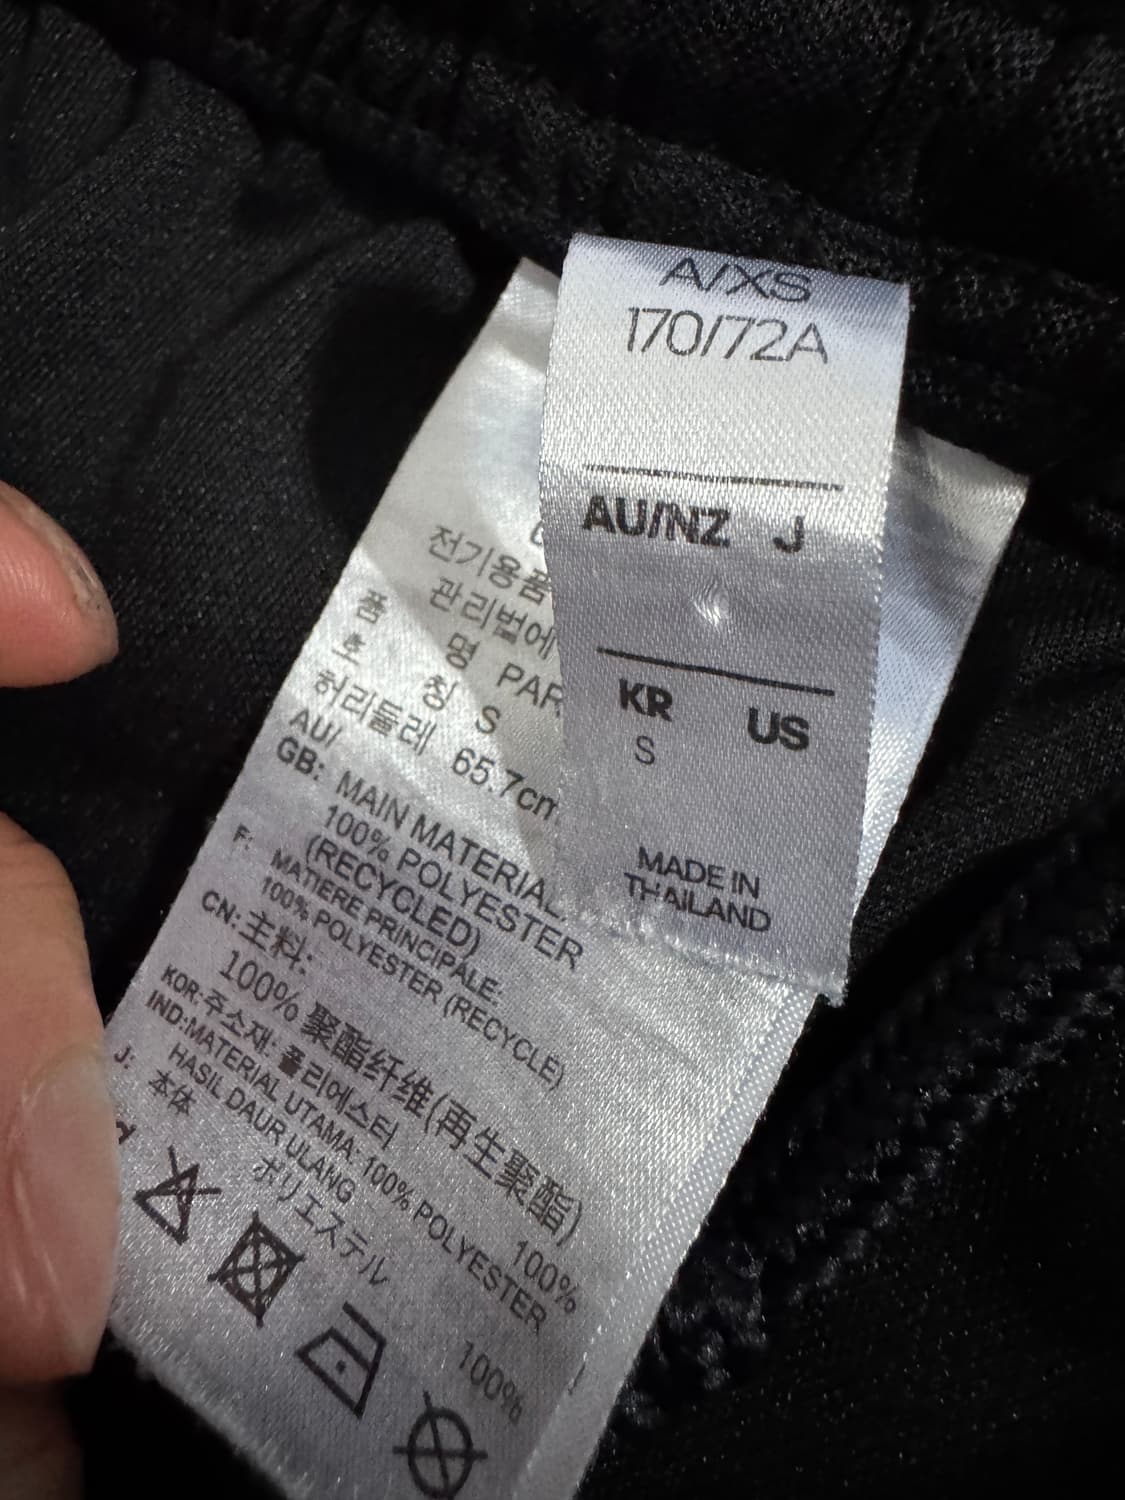 A/XS
170/72A
AU/NZ J
KR US
S
MADE IN
THAILAND
전기용품
관리법에
품 명 PAR
호 칭 S
허리둘레 65.7cm
AU/
GB: MAIN MATERIAL:
100% POLYESTER
(RECYCLED)
F: MATIERE PRINCIPALE:
100% POLYESTER (RECYCLE)
CN: 主料:
100% 聚酯纤维(再生聚酯)
KOR: 주소재: 폴리에스터 100%
IND:MATERIAL UTAMA: 100% POLYESTER
HASIL DAUR ULANG
J: 本体
ポリエステル 100%